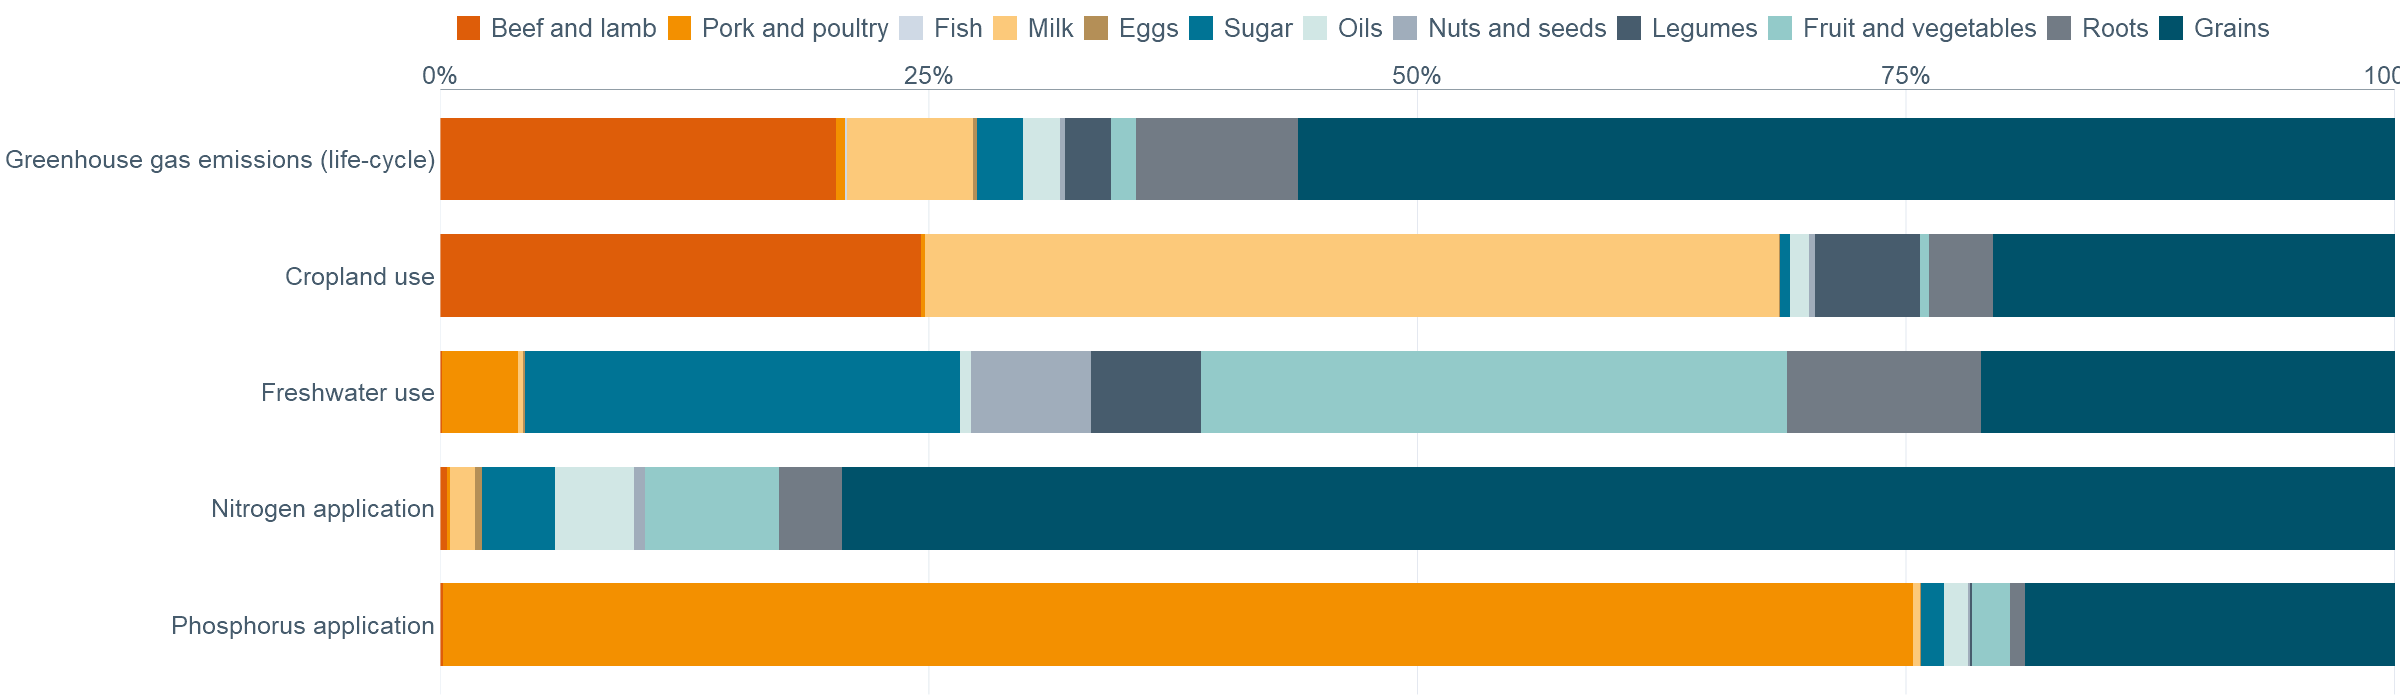 Beef and lamb Pork and poultry Fish Milk Eggs Sugar Oils Nuts and seeds Legumes Fruit and vegetables Roots Grains
0% 25% 50% 75% 100
Greenhouse gas emissions (life-cycle)
Cropland use
Freshwater use
Nitrogen application
Phosphorus application